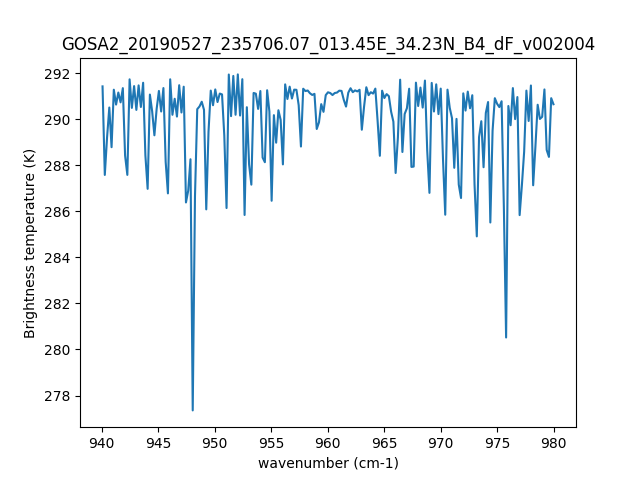 GOSA2_20190527_235706.07_013.45E_34.23N_B4_dF_v002004
292
290
288
286
284
282
280
278
Brightness temperature (K)
940 945 950 955 960 965 970 975 980
wavenumber (cm-1)